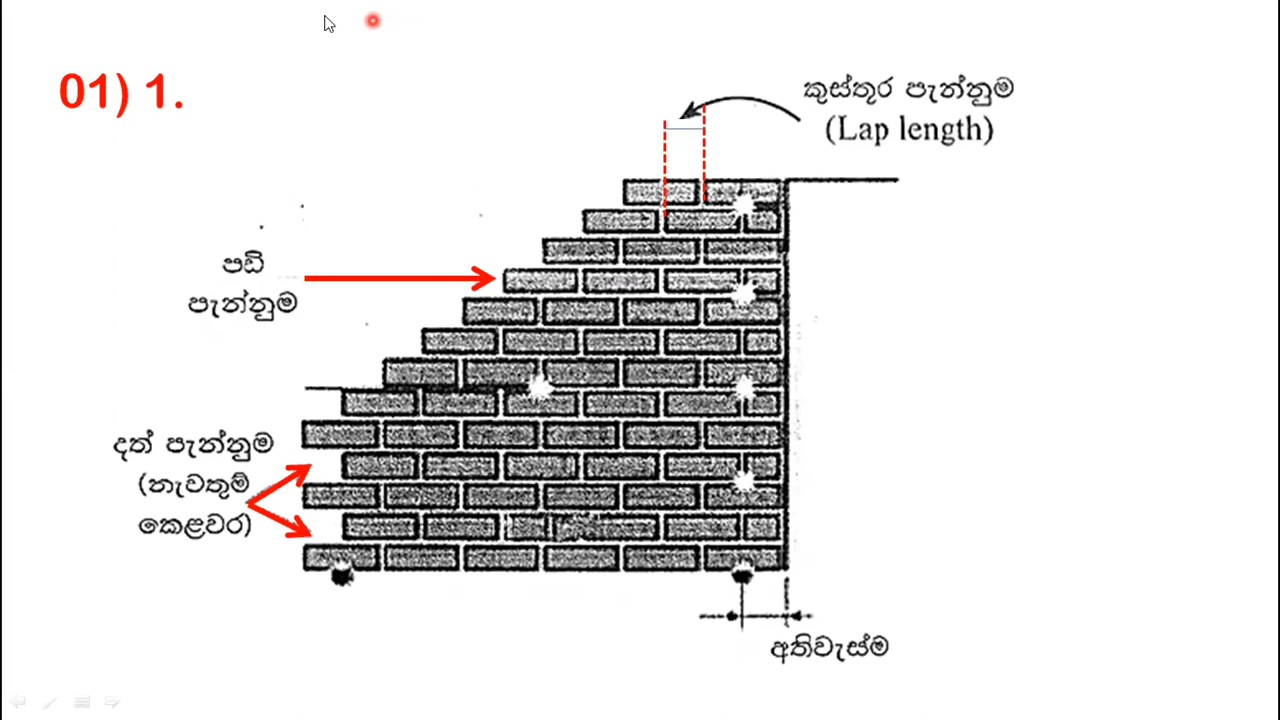 01) 1.
කුස්තුර පැන්නුම
(Lap length)
පඩි
පැන්නුම
දත් පැන්නුම
(නැවතුම්
කෙළවර)
අතිවැස්ම